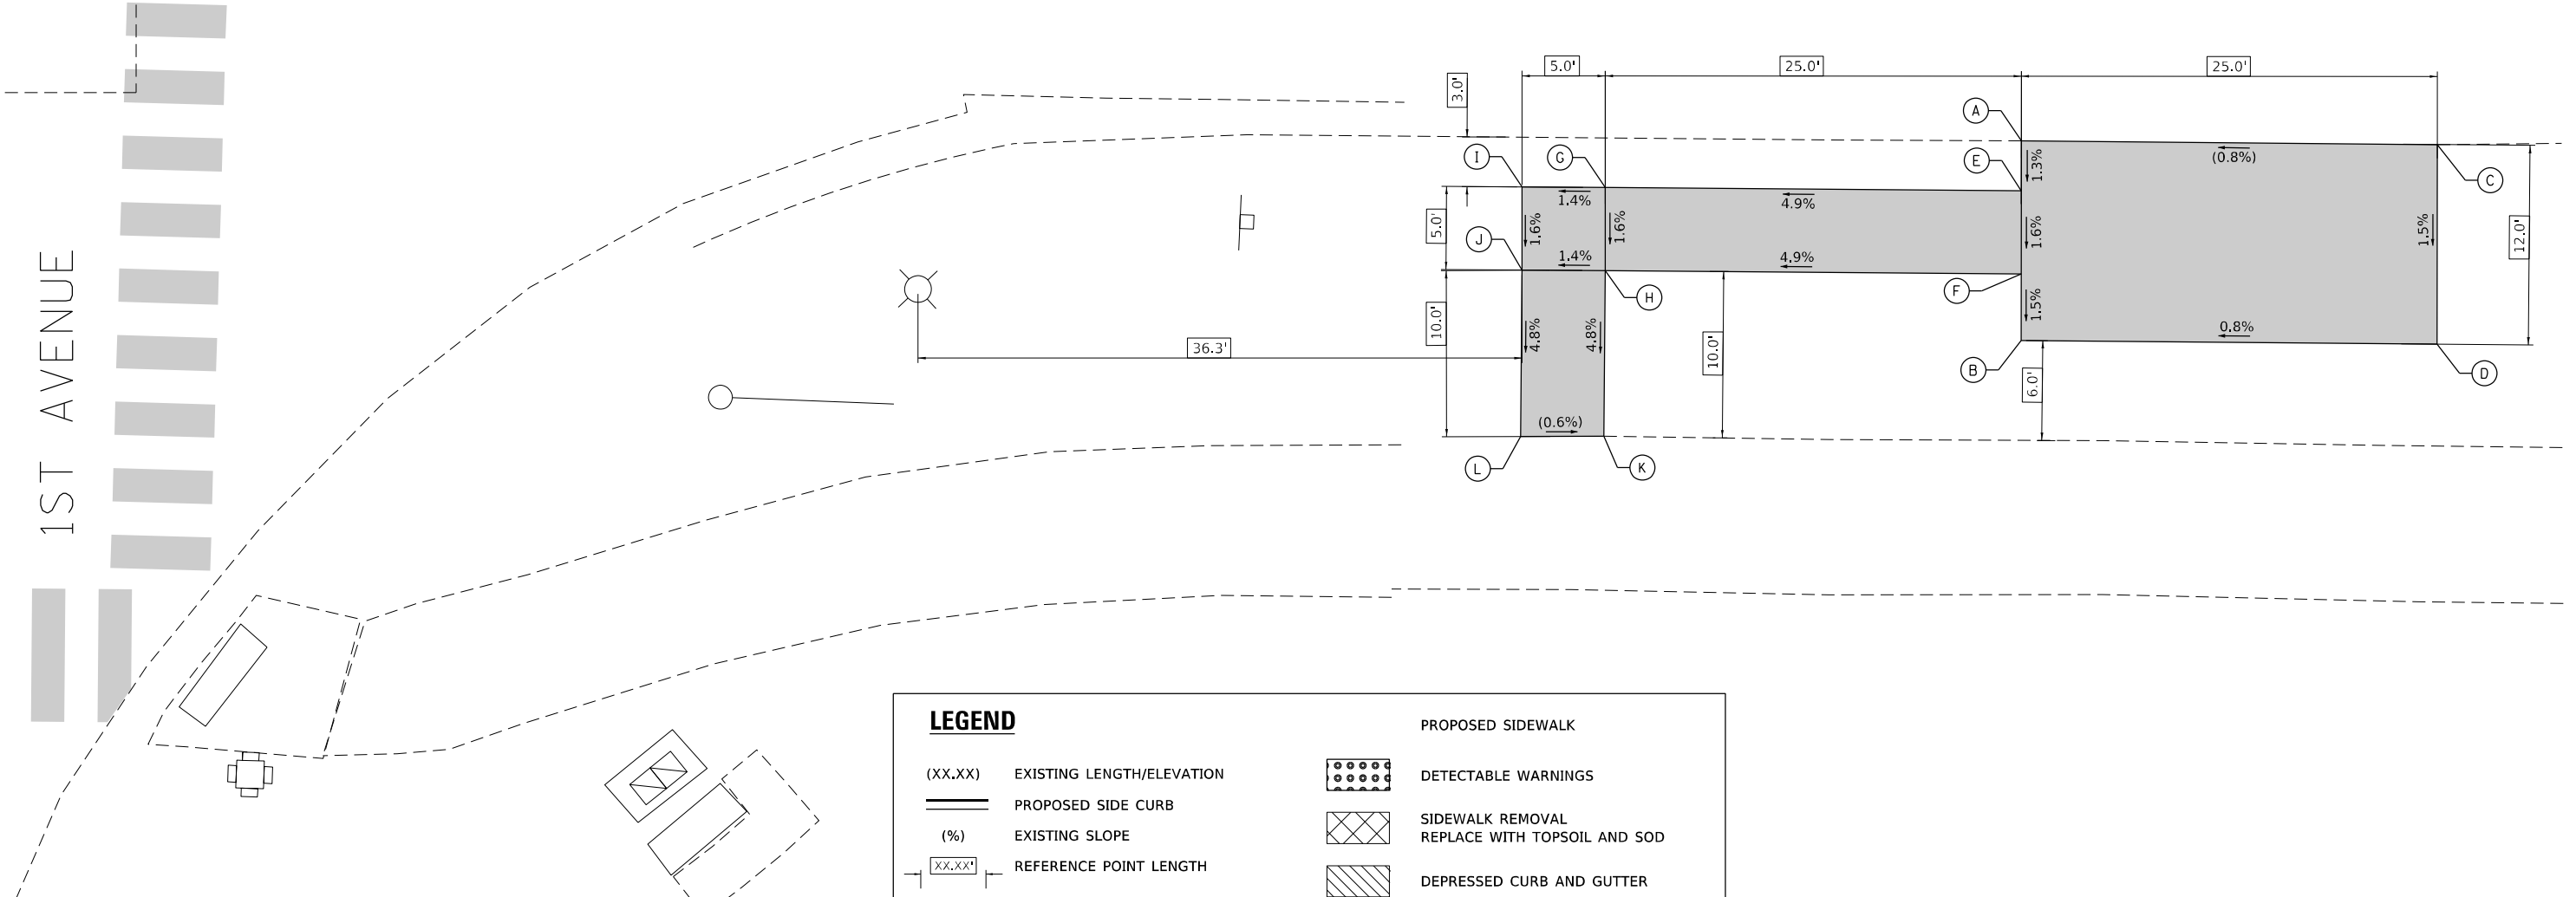 5.0'
25.0'
25.0'
3.0'
A
I
G
E
1.3%
(0.8%)
C
1.4%
4.9%
5.0'
1.6%
1.6%
1.6%
1.5%
12.0'
J
1.4%
4.9%
H
F
1ST AVENUE
10.0'
4.8%
4.8%
10.0'
1.5%
0.8%
36.3'
B
6.0'
D
(0.6%)
L
K
LEGEND
PROPOSED SIDEWALK
(XX.XX) EXISTING LENGTH/ELEVATION
DETECTABLE WARNINGS
PROPOSED SIDE CURB
(%) EXISTING SLOPE
SIDEWALK REMOVAL
REPLACE WITH TOPSOIL AND SOD
XX.XX' REFERENCE POINT LENGTH
DEPRESSED CURB AND GUTTER